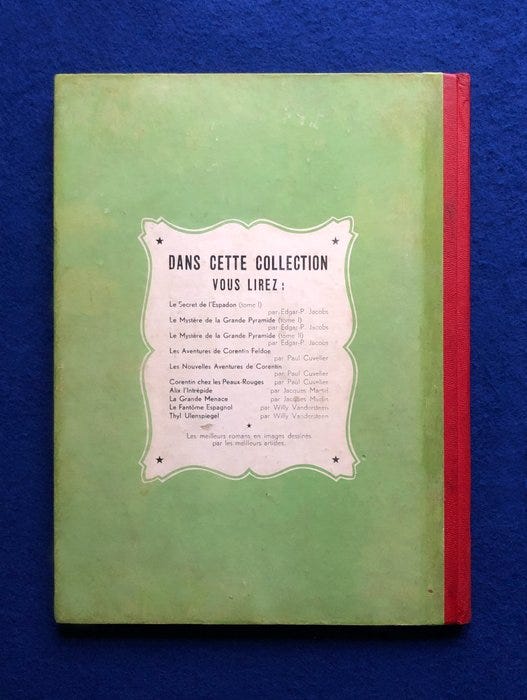 DANS CETTE COLLECTION
VOUS LIREZ:
Le Secret de l'Espadon (tome I)
par Edgar-P. Jacobs
Le Mystère de la Grande Pyramide (tome I)
par Edgar-P. Jacobs
Le Mystère de la Grande Pyramide (tome II)
par Edgar-P. Jacobs
Les Aventures de Corentin Feldoe
par Paul Cuvelier
Les Nouvelles Aventures de Corentin
par Paul Cuvelier
Corentin chez les Peaux-Rouges par Paul Cuvelier
Alix l'Intrépide par Jacques Martin
La Grande Menace par Jacques Martin
Le Fantôme Espagnol par Willy Vandersteen
Thyl Ulenspiegel par Willy Vandersteen
Les meilleurs romans en images dessinés
par les meilleurs artistes.